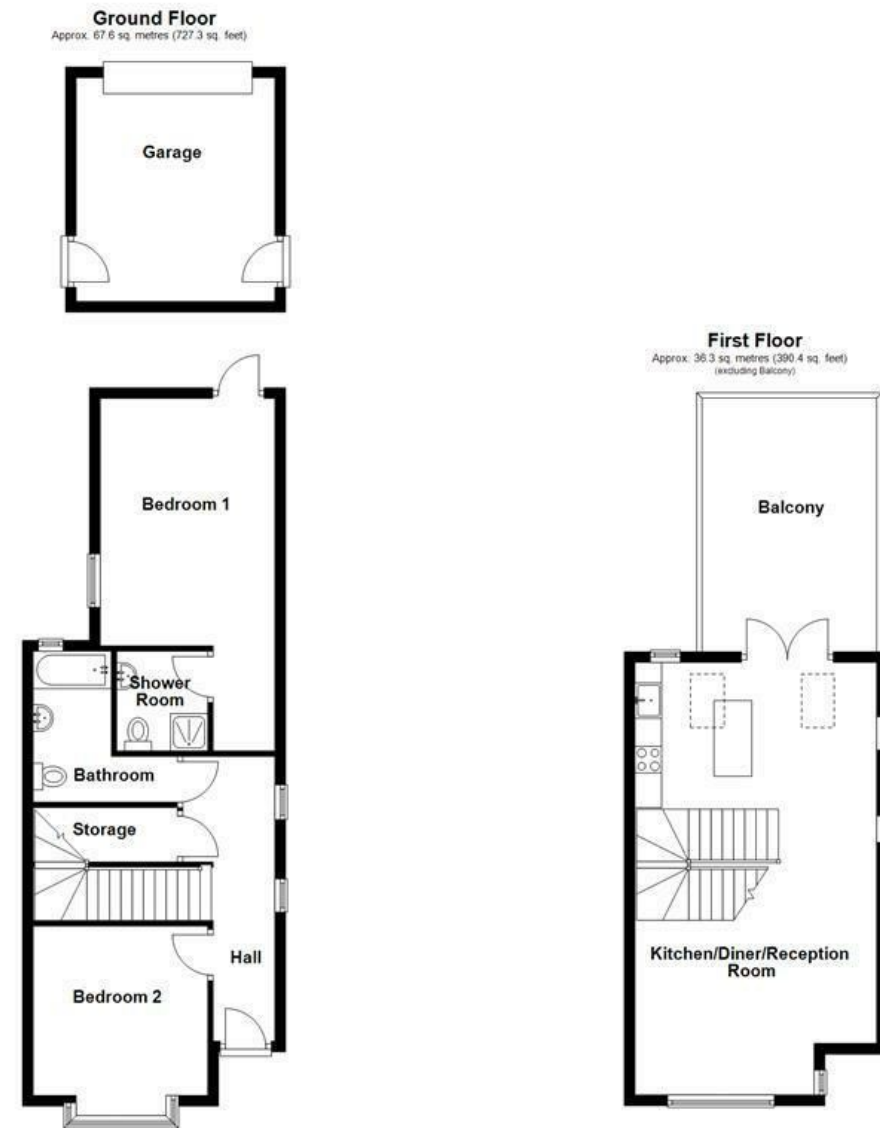 Ground Floor
Approx. 67.6 sq. metres (727.3 sq. feet)
Garage
Bedroom 1
Shower
Room
Bathroom
Storage
Hall
Bedroom 2
First Floor
Approx. 36.3 sq. metres (390.4 sq. feet)
(excluding Balcony)
Balcony
Kitchen/Diner/Reception
Room